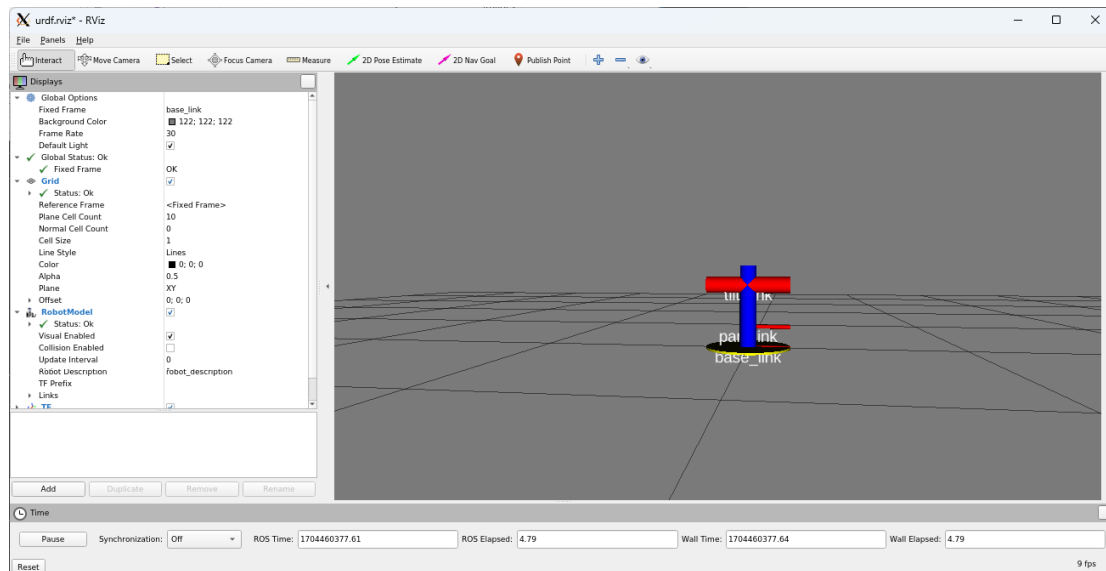 urdf.rviz* - RViz
File Panels Help
Interact Move Camera Select Focus Camera Measure 2D Pose Estimate 2D Nav Goal Publish Point
Displays
Global Options
Fixed Frame base_link
Background Color 122; 122; 122
Frame Rate 30
Default Light
Global Status: Ok
Fixed Frame OK
Grid
Status: Ok
Reference Frame <Fixed Frame>
Plane Cell Count 10
Normal Cell Count 0
Cell Size 1
Line Style Lines
Color 0; 0; 0
Alpha 0.5
Plane XY
Offset 0; 0; 0
RobotModel
Status: Ok
Visual Enabled
Collision Enabled
Update Interval 0
Robot Description robot_description
TF Prefix
Links
TF
base_link
Add Duplicate Remove Rename
Time
Pause Synchronization: Off ROS Time: 1704460377.61 ROS Elapsed: 4.79 Wall Time: 1704460377.64 Wall Elapsed: 4.79
Reset 9 fps